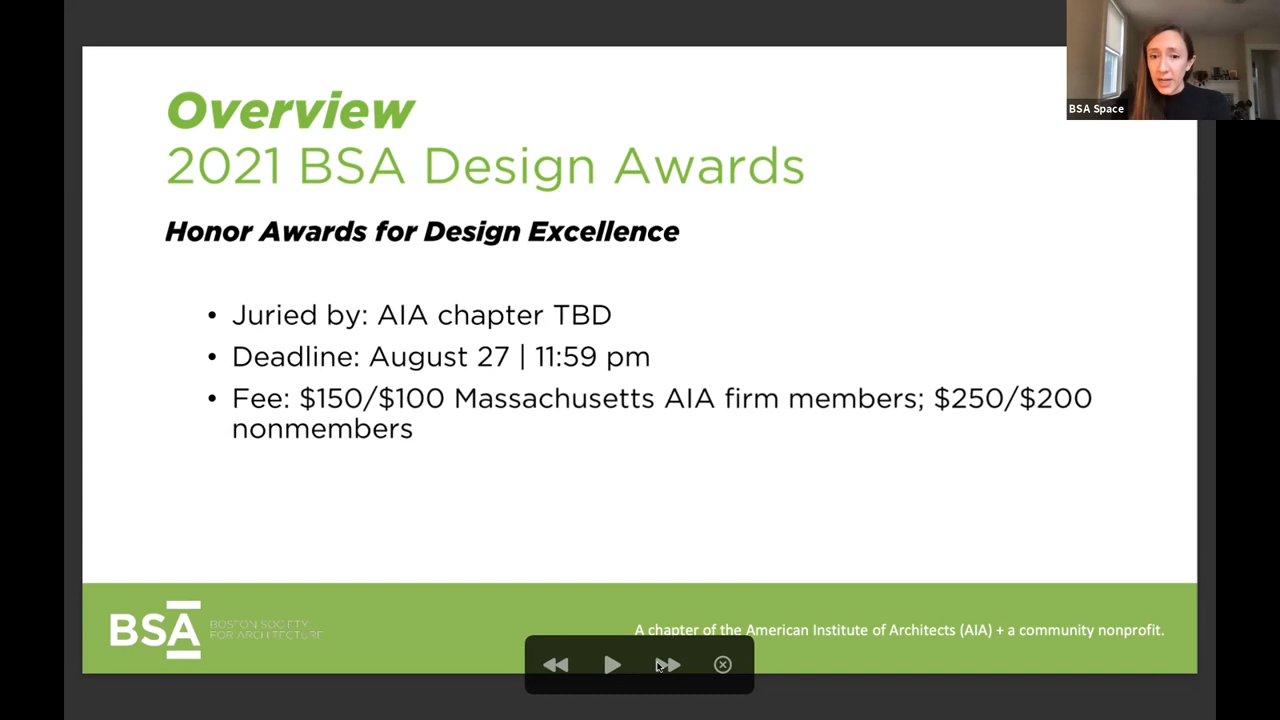 BSA Space
Overview
2021 BSA Design Awards
Honor Awards for Design Excellence
• Juried by: AIA chapter TBD
• Deadline: August 27 | 11:59 pm
• Fee: $150/$100 Massachusetts AIA firm members; $250/$200
nonmembers
BSA
BOSTON SOCIETY
FOR ARCHITECTURE
A chapter of the American Institute of Architects (AIA) + a community nonprofit.